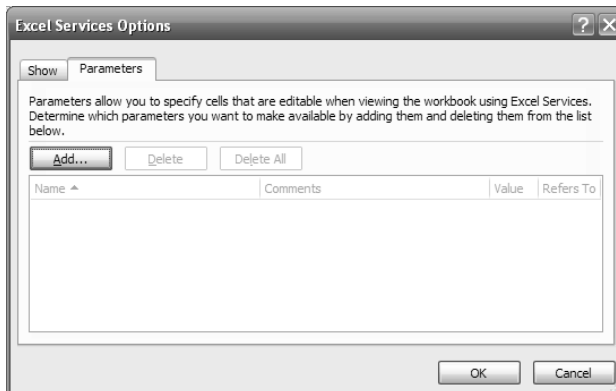 Excel Services Options
Show Parameters
Parameters allow you to specify cells that are editable when viewing the workbook using Excel Services.
Determine which parameters you want to make available by adding them and deleting them from the list
below.
Add... Delete Delete All
Name Comments Value Refers To
OK Cancel